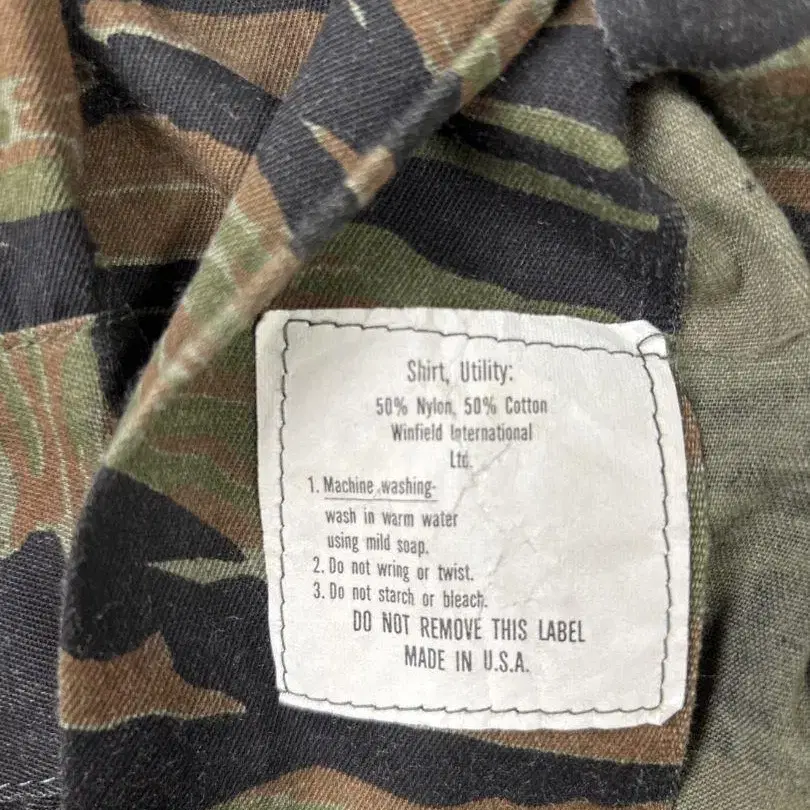 Shirt, Utility:
50% Nylon, 50% Cotton
Winfield International
Ltd.
1. Machine washing-
wash in warm water
using mild soap.
2. Do not wring or twist.
3. Do not starch or bleach.
DO NOT REMOVE THIS LABEL
MADE IN U.S.A.